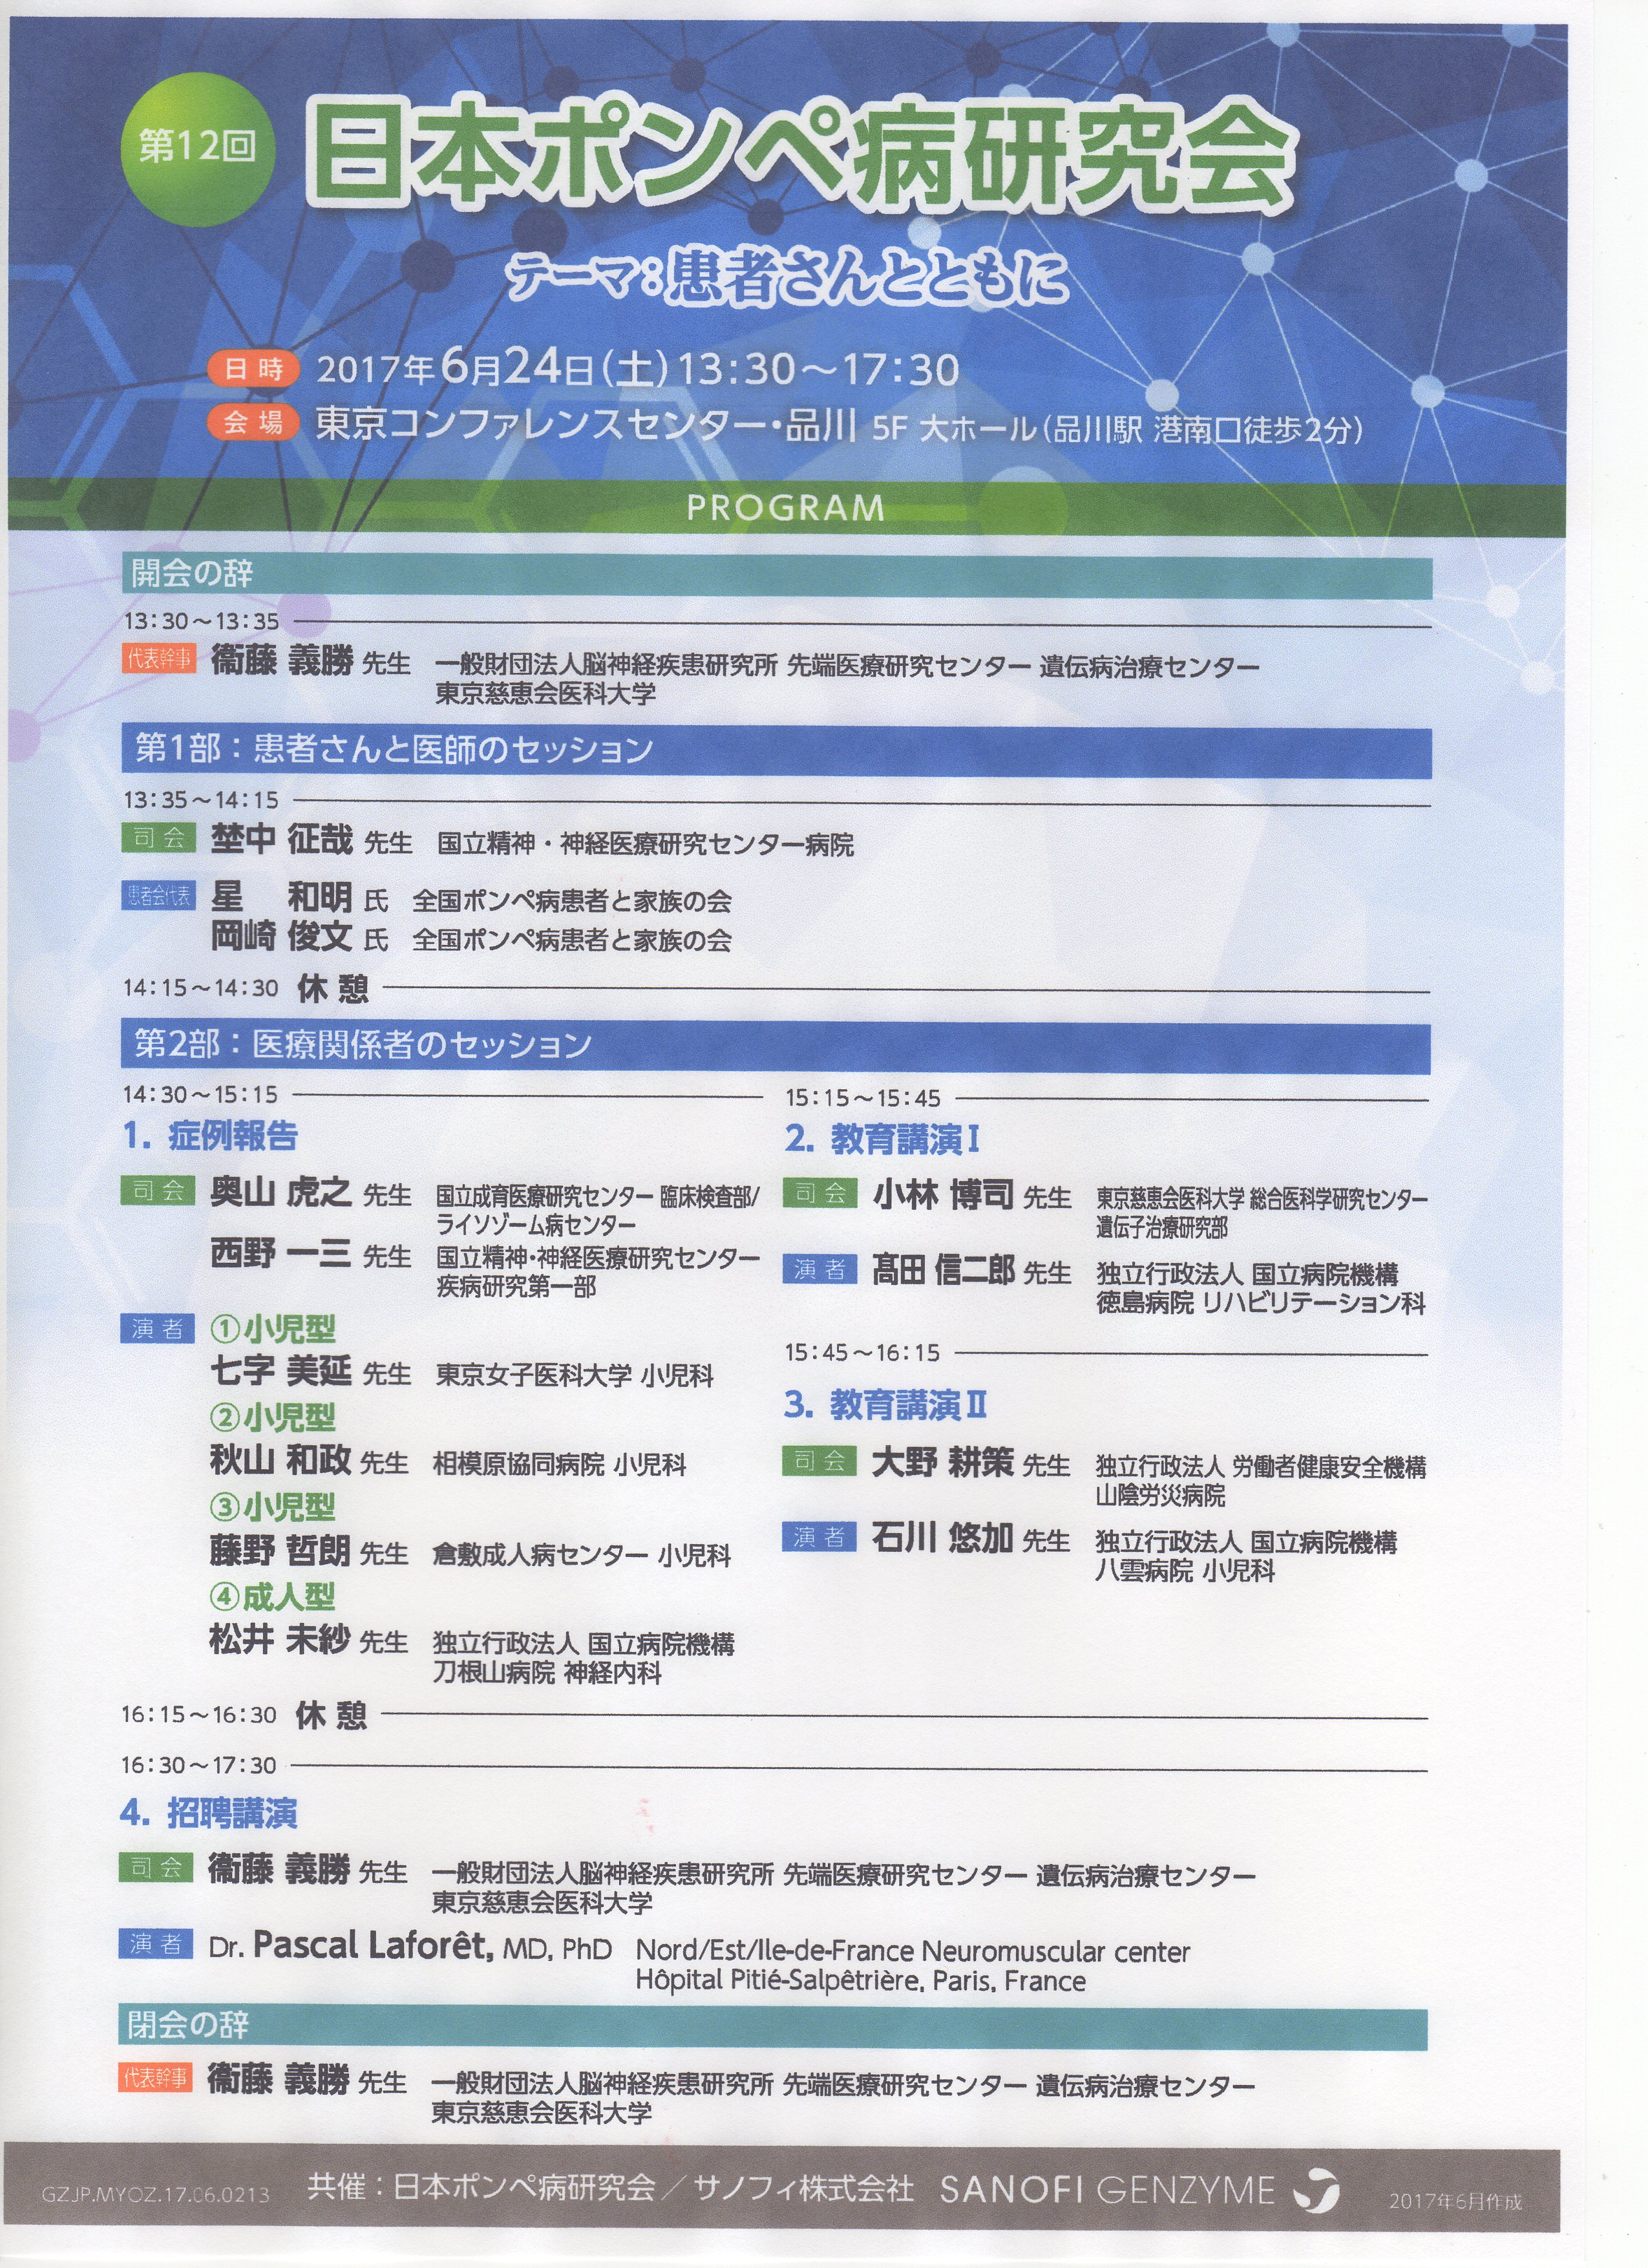 第12回
日本ポンペ病研究会
テーマ：患者さんとともに
日時 2017年6月24日（土）13：30～17：30
会場 東京コンファレンスセンター・品川 5F 大ホール（品川駅 港南口徒歩2分）
PROGRAM
開会の辞
13：30～13：35
代表幹事 衞藤 義勝 先生 一般財団法人脳神経疾患研究所 先端医療研究センター 遺伝病治療センター
東京慈恵会医科大学
第1部：患者さんと医師のセッション
13：35～14：15
司会 埜中 征哉 先生 国立精神・神経医療研究センター病院
患者会代表 星 和明 氏 全国ポンペ病患者と家族の会
岡崎 俊文 氏 全国ポンペ病患者と家族の会
14：15～14：30 休憩
第2部：医療関係者のセッション
14：30～15：15
1. 症例報告
司会 奥山 虎之 先生 国立成育医療研究センター 臨床検査部/
ライソゾーム病センター
西野 一三 先生 国立精神・神経医療研究センター
疾病研究第一部
演者 ①小児型
七字 美延 先生 東京女子医科大学 小児科
②小児型
秋山 和政 先生 相模原協同病院 小児科
③小児型
藤野 哲朗 先生 倉敷成人病センター 小児科
④成人型
松井 未紗 先生 独立行政法人 国立病院機構
刀根山病院 神経内科
15：15～15：45
2. 教育講演Ⅰ
司会 小林 博司 先生 東京慈恵会医科大学 総合医科学研究センター
遺伝子治療研究部
演者 髙田 信二郎 先生 独立行政法人 国立病院機構
徳島病院 リハビリテーション科
15：45～16：15
3. 教育講演Ⅱ
司会 大野 耕策 先生 独立行政法人 労働者健康安全機構
山陰労災病院
演者 石川 悠加 先生 独立行政法人 国立病院機構
八雲病院 小児科
16：15～16：30 休憩
16：30～17：30
4. 招聘講演
司会 衞藤 義勝 先生 一般財団法人脳神経疾患研究所 先端医療研究センター 遺伝病治療センター
東京慈恵会医科大学
演者 Dr. Pascal Laforêt, MD, PhD Nord/Est/Ile-de-France Neuromuscular center
Hôpital Pitié-Salpêtrière, Paris, France
閉会の辞
代表幹事 衞藤 義勝 先生 一般財団法人脳神経疾患研究所 先端医療研究センター 遺伝病治療センター
東京慈恵会医科大学
GZJP.MYOZ.17.06.0213 共催：日本ポンペ病研究会／サノフィ株式会社 SANOFI GENZYME 2017年6月作成